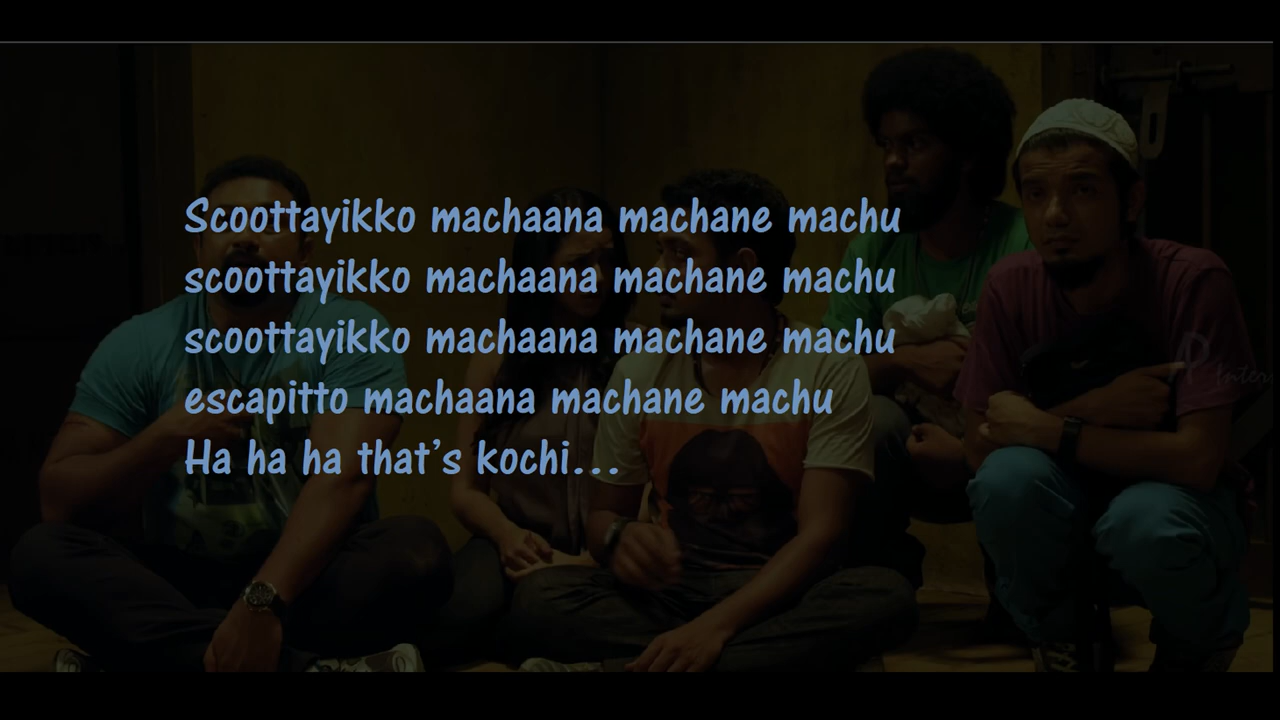 Scoottayikko machaana machane machu
scoottayikko machaana machane machu
scoottayikko machaana machane machu
escapitto machaana machane machu
Ha ha ha that's kochi...